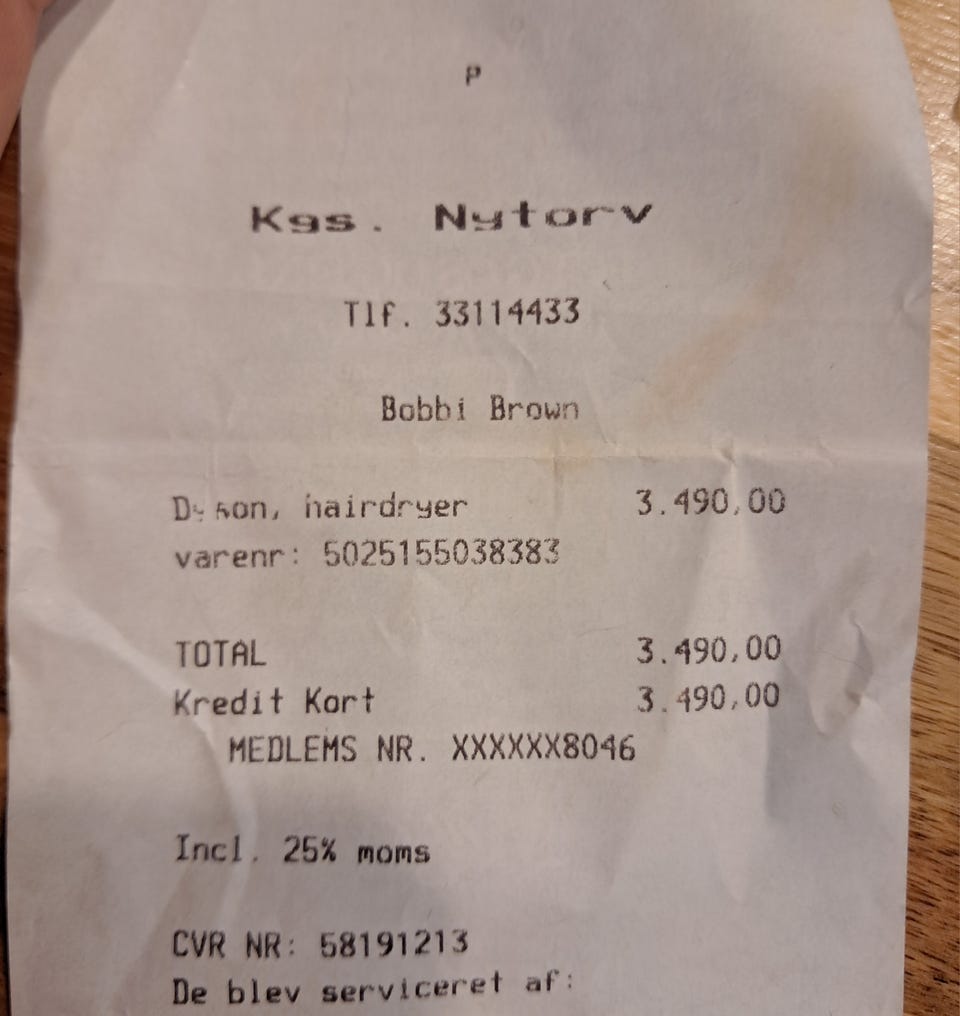 P
Kgs. Nytorv
Tlf. 33114433
Bobbi Brown
Dyson, hairdryer 3.490,00
varenr: 5025155038383
TOTAL 3.490,00
Kredit Kort 3.490,00
MEDLEMS NR. XXXXXX8046
Incl. 25% moms
CVR NR: 58191213
De blev serviceret af: